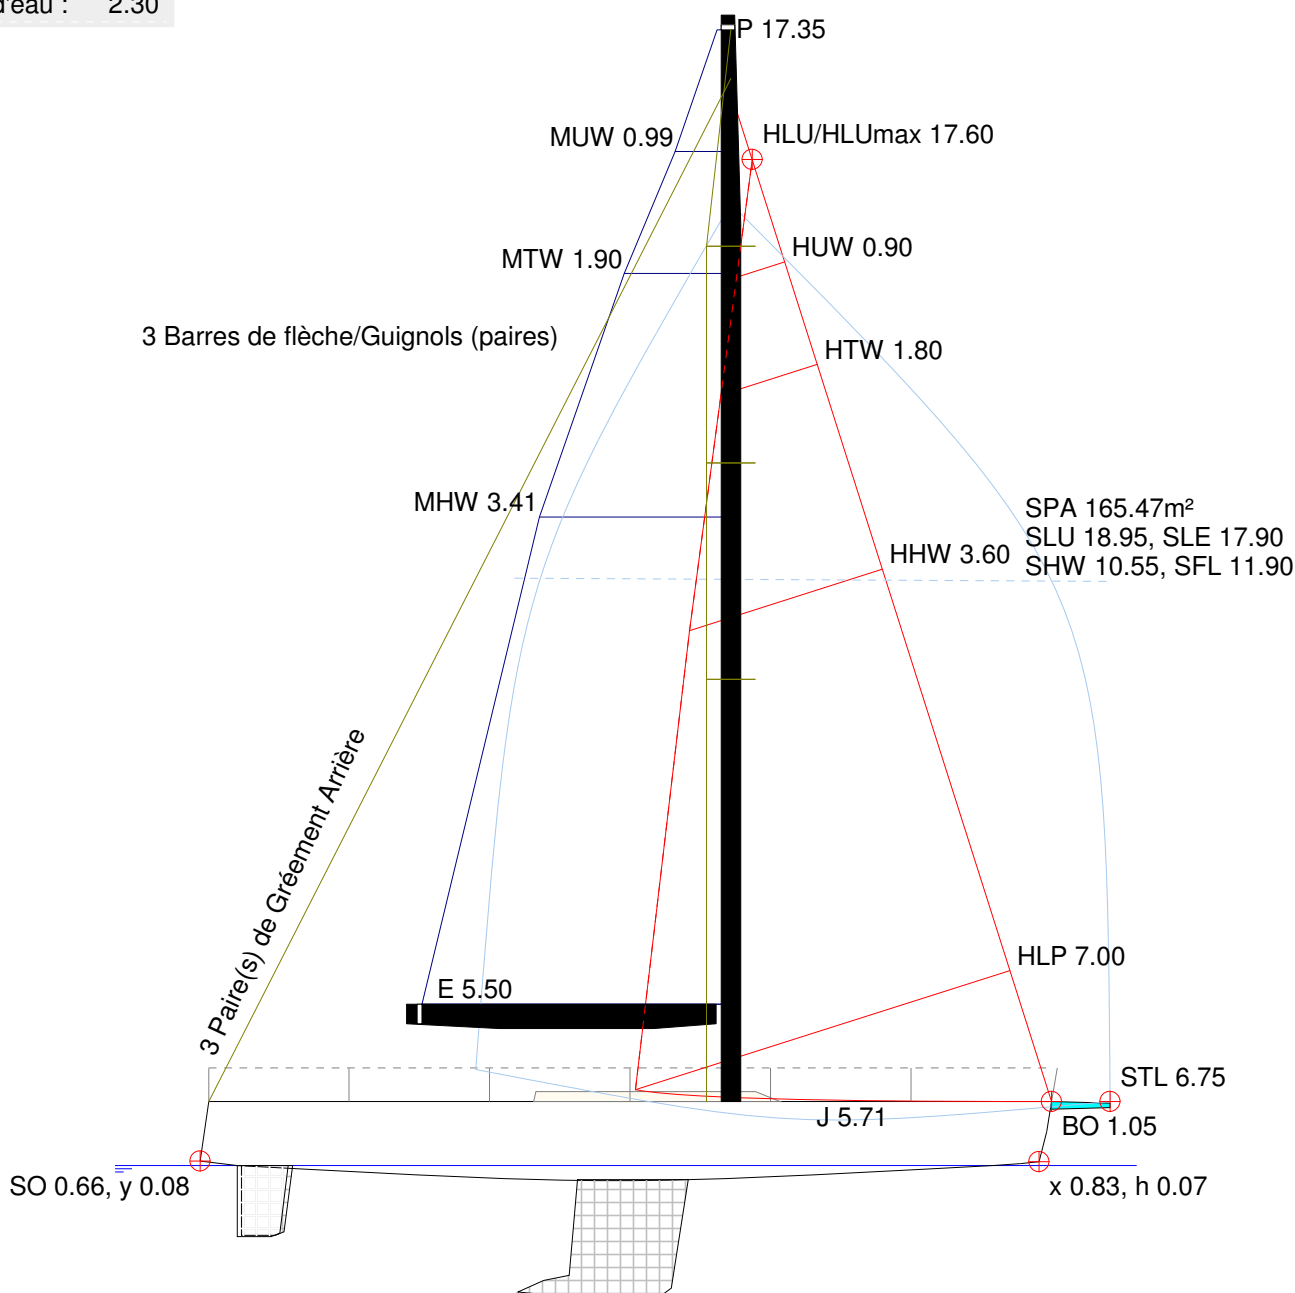 d'eau : 2.30
P 17.35
MUW 0.99
HLU/HLUmax 17.60
MTW 1.90
HUW 0.90
3 Barres de flèche/Guignols (paires)
HTW 1.80
MHW 3.41
SPA 165.47m²
SLU 18.95, SLE 17.90
HHW 3.60
SHW 10.55, SFL 11.90
3 Paire(s) de Gréement Arrière
HLP 7.00
E 5.50
STL 6.75
J 5.71
BO 1.05
SO 0.66, y 0.08
x 0.83, h 0.07